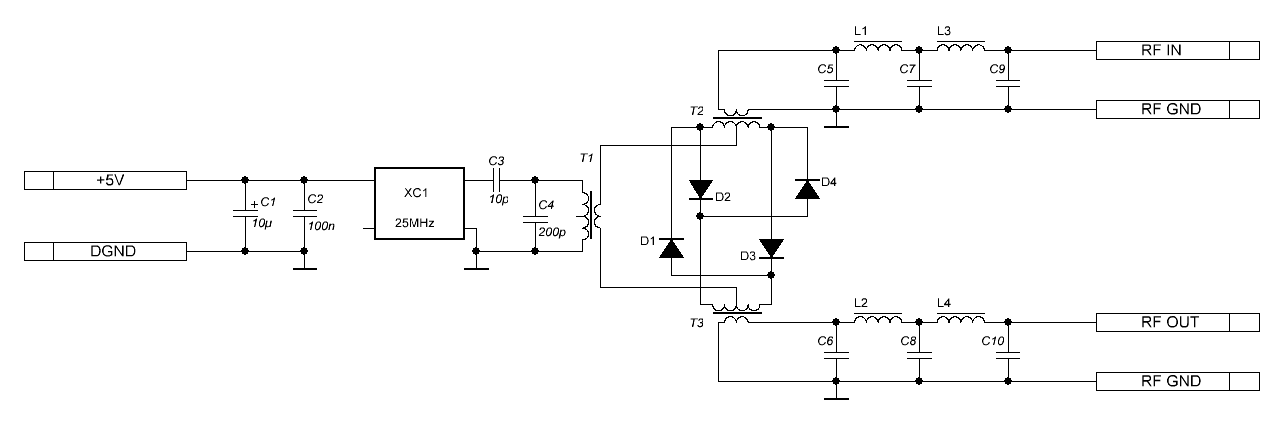 L1
L3
RF IN
C5
C7
C9
T2
RF GND
C3
T1
+5V
XC1
10p
D4
D2
+
C1
C2
C4
10µ
100n
25MHz
200p
D1
DGND
D3
L2
L4
T3
RF OUT
C6
C8
C10
RF GND